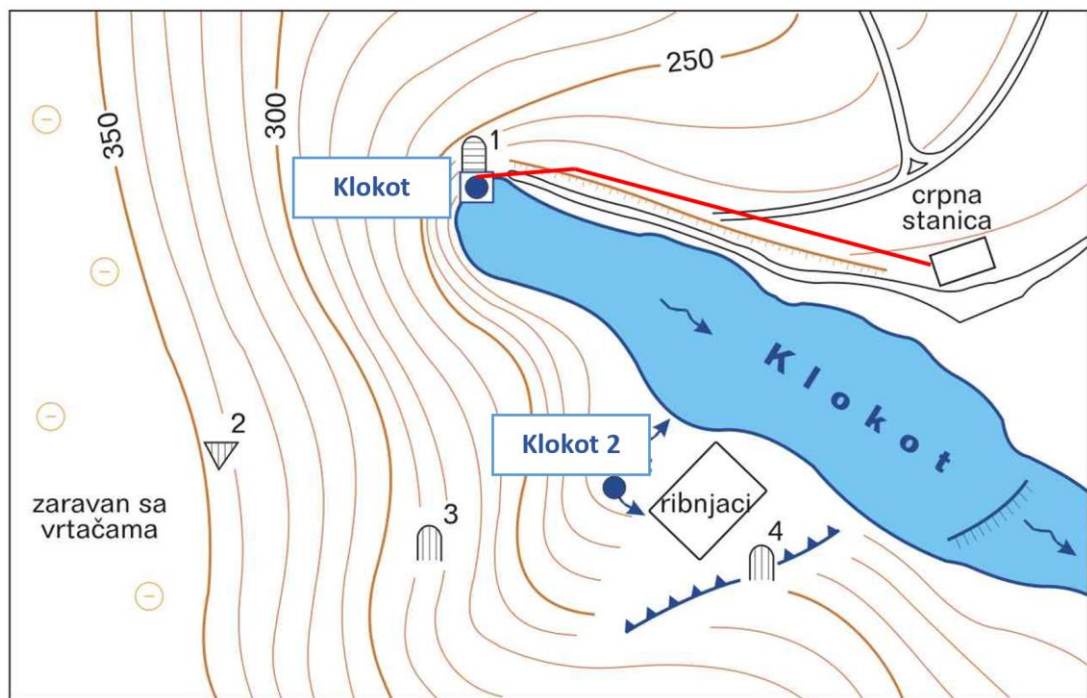 350
300
250
1
Klokot
crpna
stanica
Klokot
2
Klokot 2
zaravan sa
vrtačama
3
ribnjaci
4